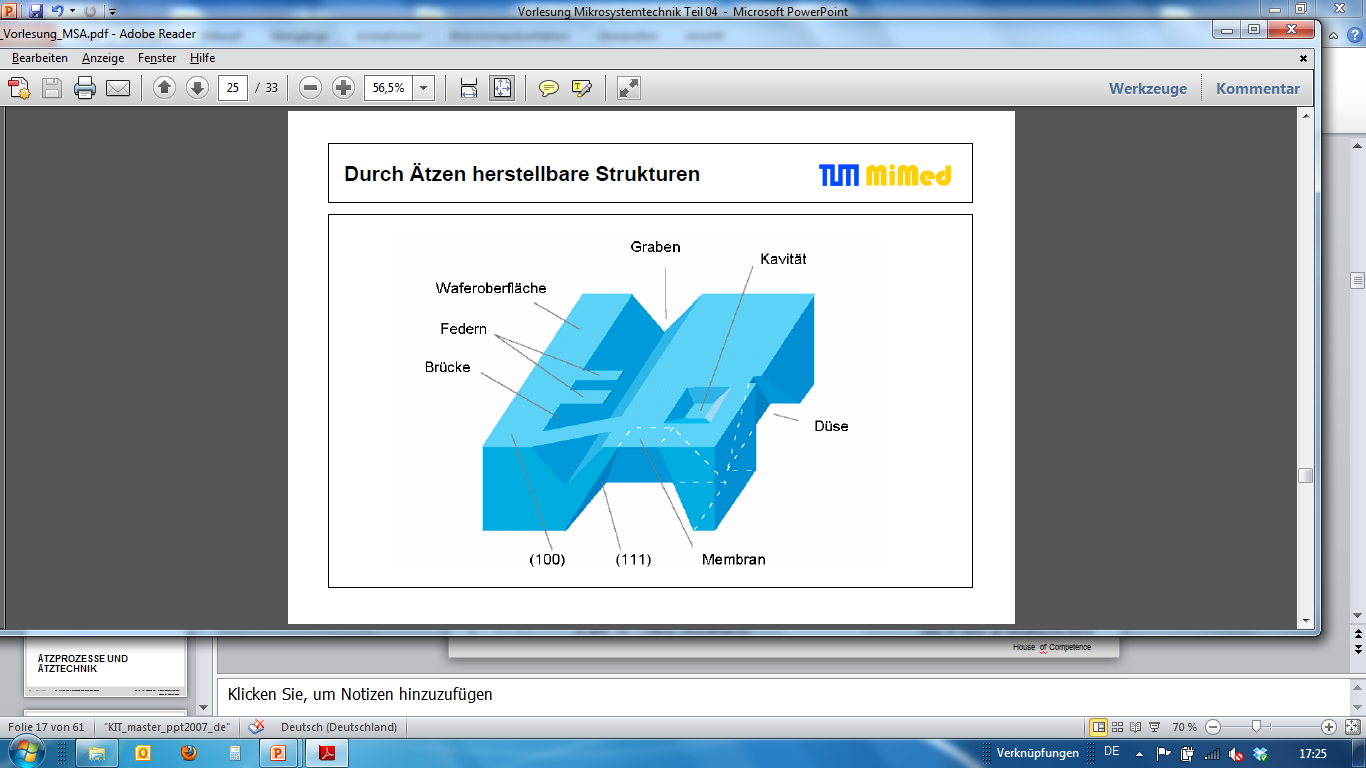 Vorlesung Mikrosystemtechnik Teil 04 - Microsoft PowerPoint
_Vorlesung_MSA.pdf - Adobe Reader
Bearbeiten Anzeige Fenster Hilfe
25 / 33 56,5% Werkzeuge Kommentar
Durch Ätzen herstellbare Strukturen
TUM MiMed
Graben
Kavität
Waferoberfläche
Federn
Brücke
Düse
(100) (111) Membran
ÄTZPROZESSE UND
ÄTZTECHNIK
House of Competence
Klicken Sie, um Notizen hinzuzufügen
Folie 17 von 61 "KIT_master_ppt2007_de" Deutsch (Deutschland) 70 %
Verknüpfungen DE 17:25